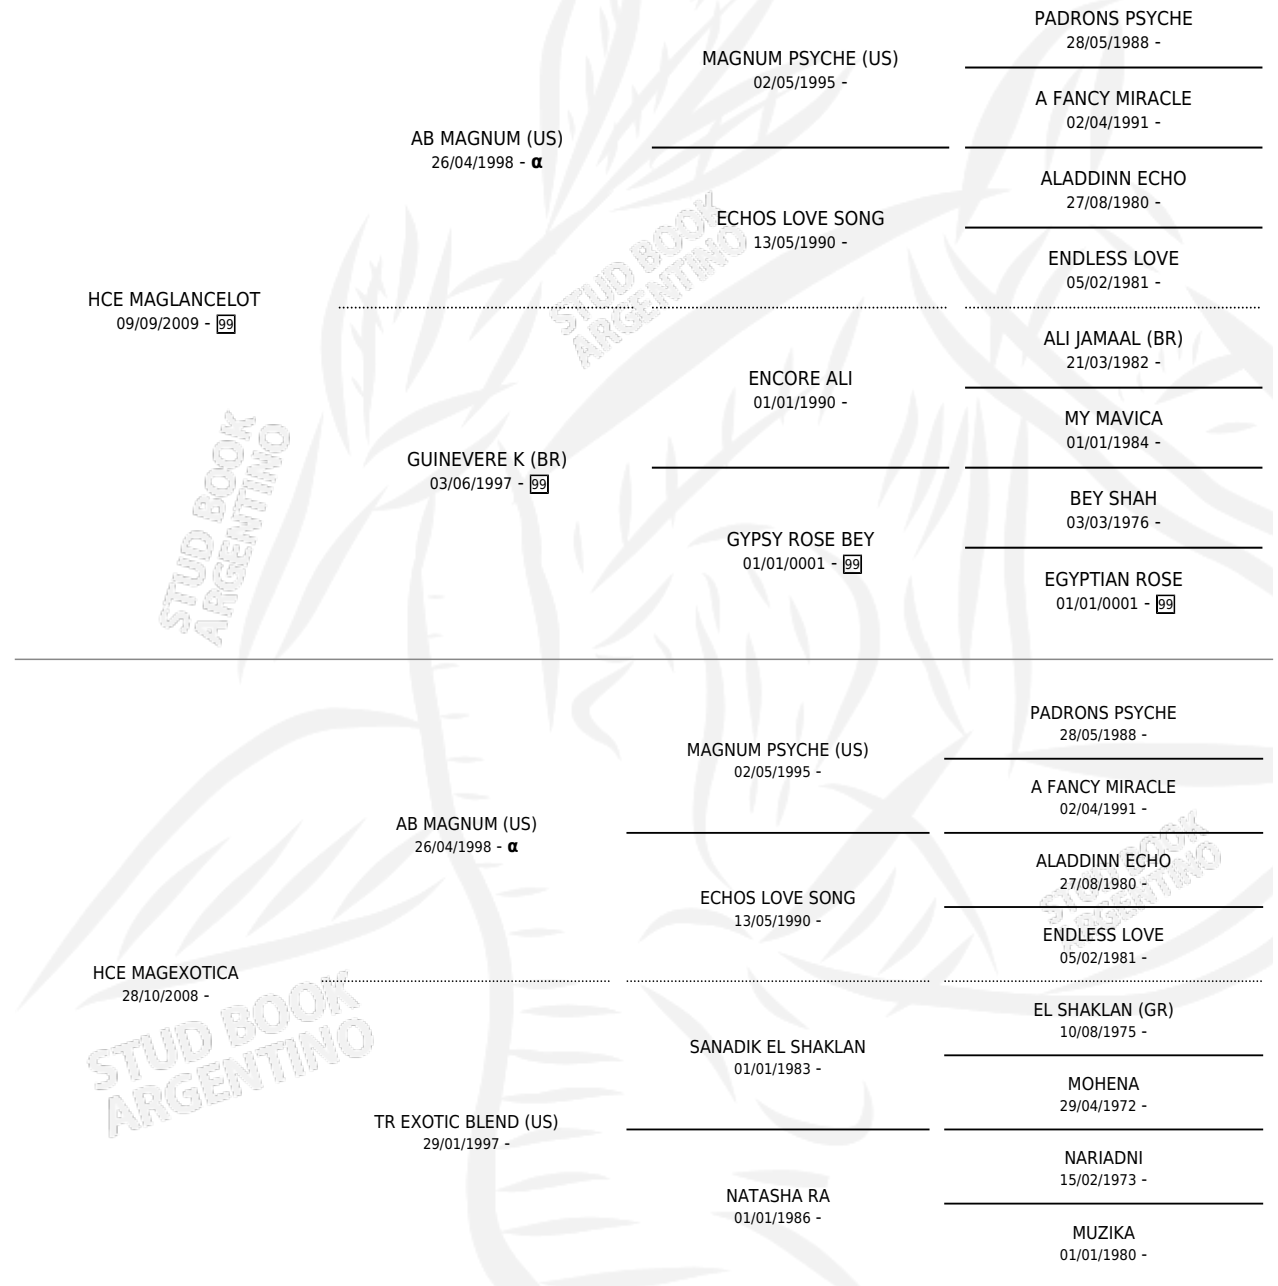 PADRONS PSYCHE
28/05/1988 -
MAGNUM PSYCHE (US)
02/05/1995 -
A FANCY MIRACLE
02/04/1991 -
AB MAGNUM (US)
26/04/1998 - α
ALADDINN ECHO
27/08/1980 -
ECHOS LOVE SONG
13/05/1990 -
ENDLESS LOVE
05/02/1981 -
HCE MAGLANCELOT
09/09/2009 - 99
ALI JAMAAL (BR)
21/03/1982 -
ENCORE ALI
01/01/1990 -
MY MAVICA
01/01/1984 -
GUINEVERE K (BR)
03/06/1997 - 99
BEY SHAH
03/03/1976 -
GYPSY ROSE BEY
01/01/0001 - 99
EGYPTIAN ROSE
01/01/0001 - 99
STUD BOOK
ARGENTINO
STUD BOOK
ARGENTINO
PADRONS PSYCHE
28/05/1988 -
MAGNUM PSYCHE (US)
02/05/1995 -
A FANCY MIRACLE
02/04/1991 -
AB MAGNUM (US)
26/04/1998 - α
ALADDINN ECHO
27/08/1980 -
ECHOS LOVE SONG
13/05/1990 -
ENDLESS LOVE
05/02/1981 -
HCE MAGEXOTICA
28/10/2008 -
EL SHAKLAN (GR)
10/08/1975 -
SANADIK EL SHAKLAN
01/01/1983 -
MOHENA
29/04/1972 -
TR EXOTIC BLEND (US)
29/01/1997 -
NARIADNI
15/02/1973 -
NATASHA RA
01/01/1986 -
MUZIKA
01/01/1980 -
STUD BOOK
ARGENTINO
STUD BOOK
ARGENTINO